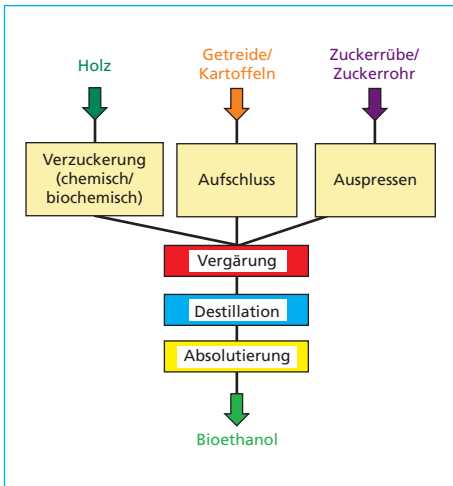 Holz
Getreide/
Kartoffeln
Zuckerrübe/
Zuckerrohr
Verzuckerung
(chemisch/
biochemisch)
Aufschluss
Auspressen
Vergärung
Destillation
Absolutierung
Bioethanol